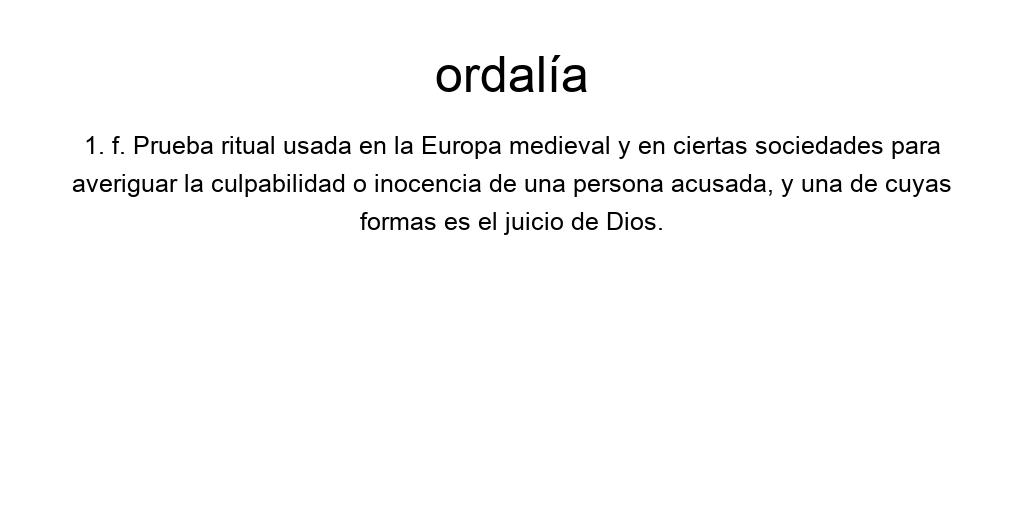 ordalía
1. f. Prueba ritual usada en la Europa medieval y en ciertas sociedades para
averiguar la culpabilidad o inocencia de una persona acusada, y una de cuyas
formas es el juicio de Dios.